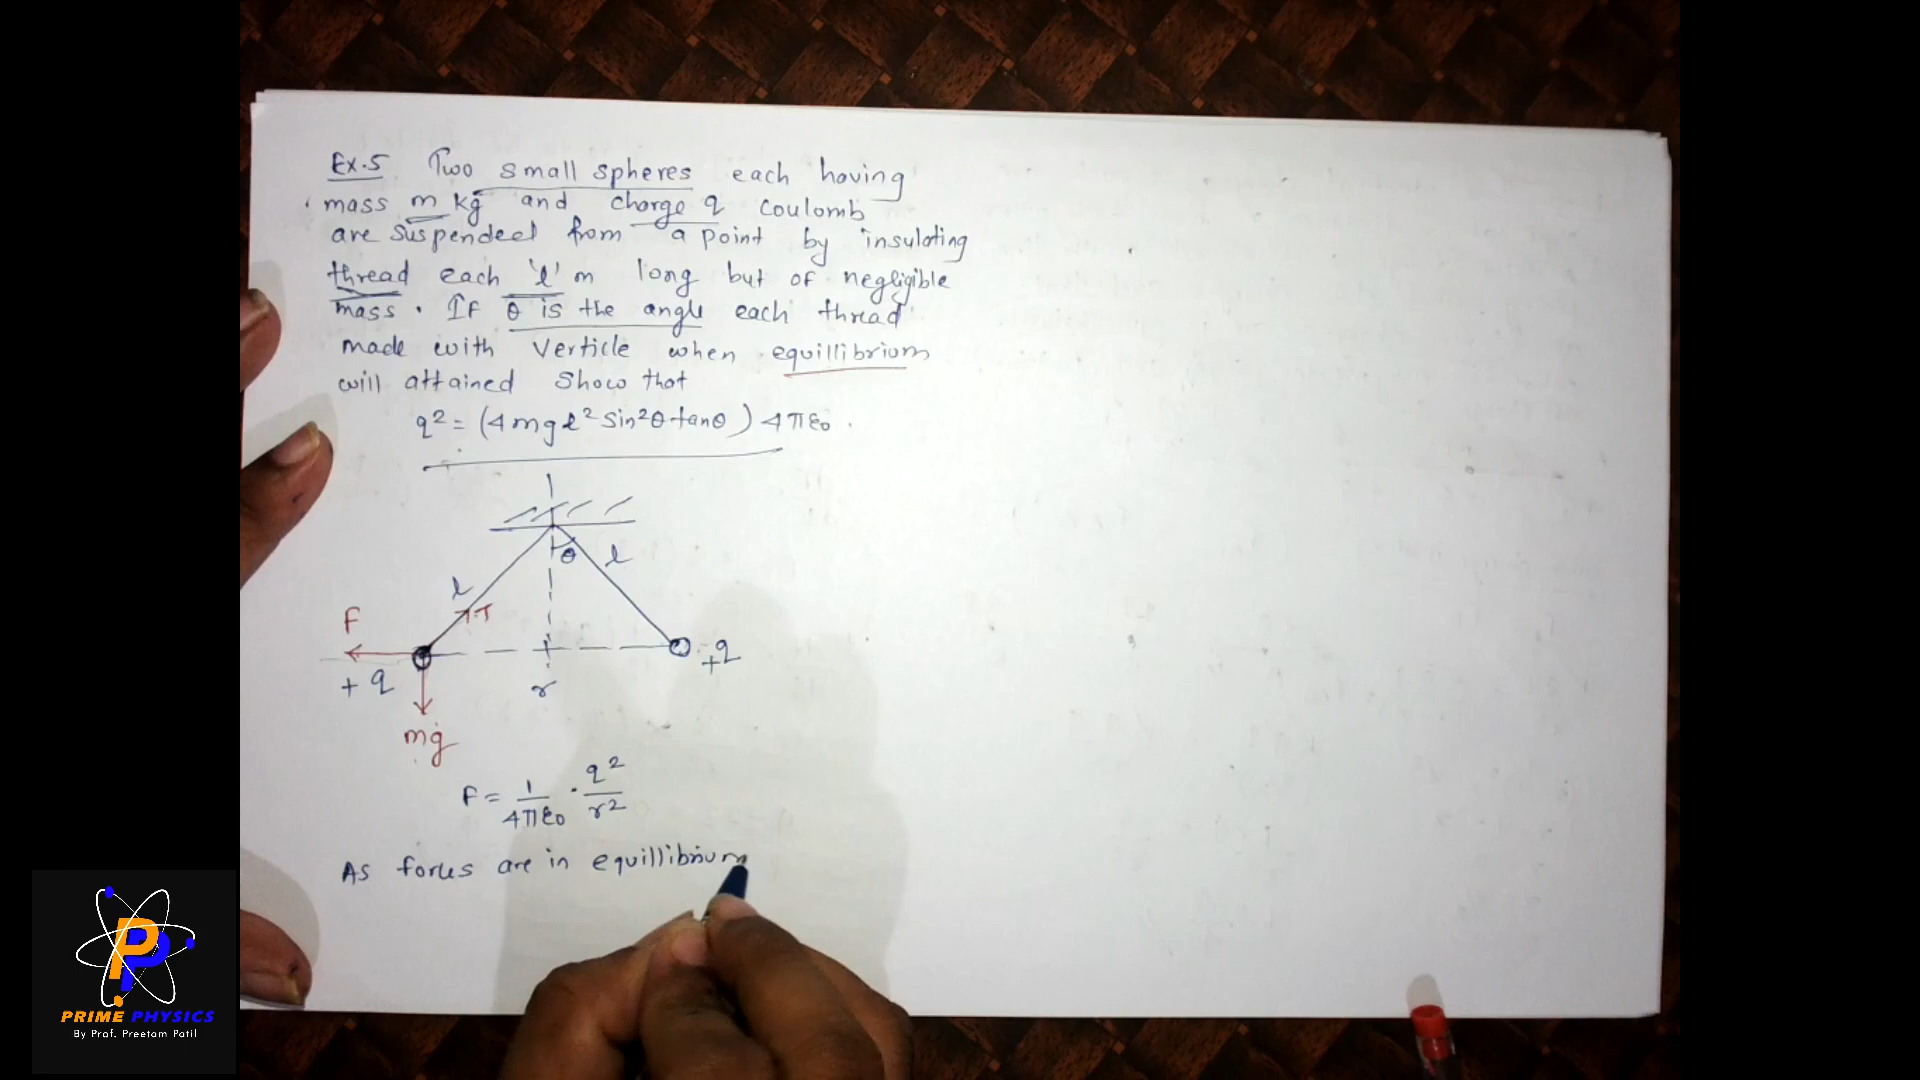 Ex.5 Two small spheres each having
mass m kg and charge q Coulomb
are suspended from a point by insulating
thread each 'l' m long but of negligible
mass. If θ is the angle each thread
made with verticle when equillibrium
will attained Show that
q² = (4mgl² sin²θ tanθ) 4πε₀.
θ
l
l
T
F
+q
+q
r
mg
F = 1/4πε₀ · q²/r²
As forces are in equillibrium
PRIME PHYSICS
By Prof. Preetam Patil